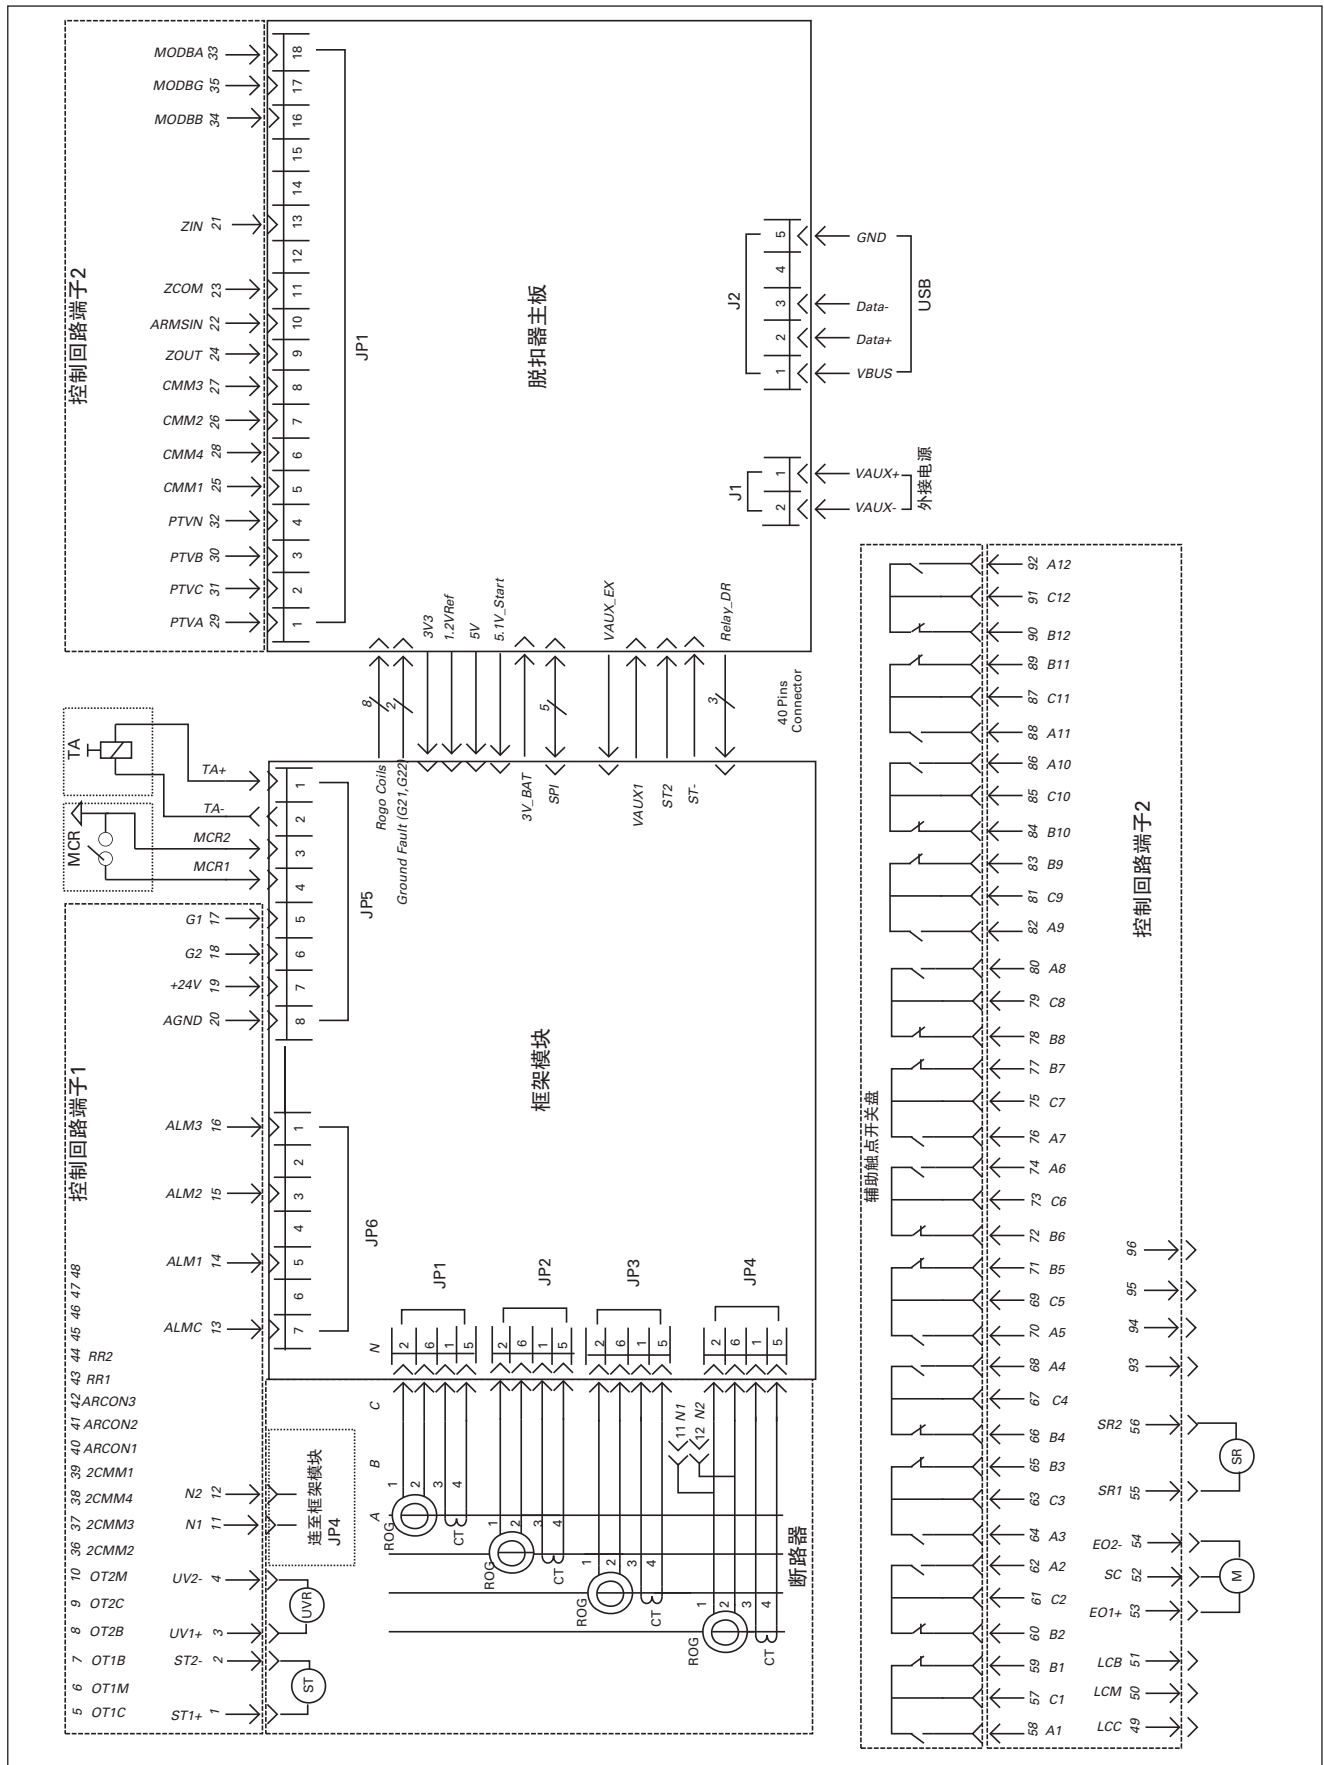 控制回路端子2
MODBA 33
MODBG 35
MODBB 34
ZIN 21
ZCOM 23
ARMSIN 22
ZOUT 24
CMM3 27
CMM2 26
CMM4 28
CMM1 25
PTVN 32
PTVB 30
PTVC 31
PTVA 29
18
17
16
15
14
13
12
11
10
9
8
7
6
5
4
3
2
1
JP1
脱扣器主板
J2
5
4
3
2
1
GND
Data-
Data+
VBUS
USB
J1
1
2
VAUX+
VAUX-
外接电源
8
2
3V3
1.2VRef
5V
5.1V_Start
5
VAUX_EX
Relay_DR
3
40 Pins
Connector
Rogo Coils
Ground Fault (G21,G22)
3V_BAT
SPI
VAUX1
ST2
ST-
TA
MCR
TA+
TA-
MCR2
MCR1
控制回路端子1
G1 17
G2 18
+24V 19
AGND 20
1
2
3
4
5
6
7
8
JP5
框架模块
ALM3 16
ALM2 15
ALM1 14
ALMC 13
1
2
3
4
5
6
7
JP6
48
47
46
45
44 RR2
43 RR1
42 ARCON3
41 ARCON2
40 ARCON1
39 2CMM1
38 2CMM4
37 2CMM3
36 2CMM2
10 OT2M
9 OT2C
8 OT2B
7 OT1B
6 OT1M
5 OT1C
N2 12
N1 11
UV2- 4
UV1+ 3
ST2- 2
ST1+ 1
UVR
ST
连至框架模块
JP4
JP1
2
6
1
5
JP2
2
6
1
5
JP3
2
6
1
5
JP4
2
6
1
5
N
C
B
A
1
2
3
4
ROG
CT
1
2
3
4
ROG
CT
1
2
3
4
ROG
CT
1
2
3
4
ROG
CT
11 N1
12 N2
断路器
辅助触点开关盘
控制回路端子2
92 A12
91 C12
90 B12
89 B11
87 C11
88 A11
86 A10
85 C10
84 B10
83 B9
81 C9
82 A9
80 A8
79 C8
78 B8
77 B7
75 C7
76 A7
74 A6
73 C6
72 B6
71 B5
69 C5
70 A5
68 A4
67 C4
66 B4
65 B3
63 C3
64 A3
62 A2
61 C2
60 B2
59 B1
57 C1
58 A1
96
95
94
93
SR2 56
SR1 55
SR
EO2- 54
SC 52
EO1+ 53
M
LCB 51
LCM 50
LCC 49